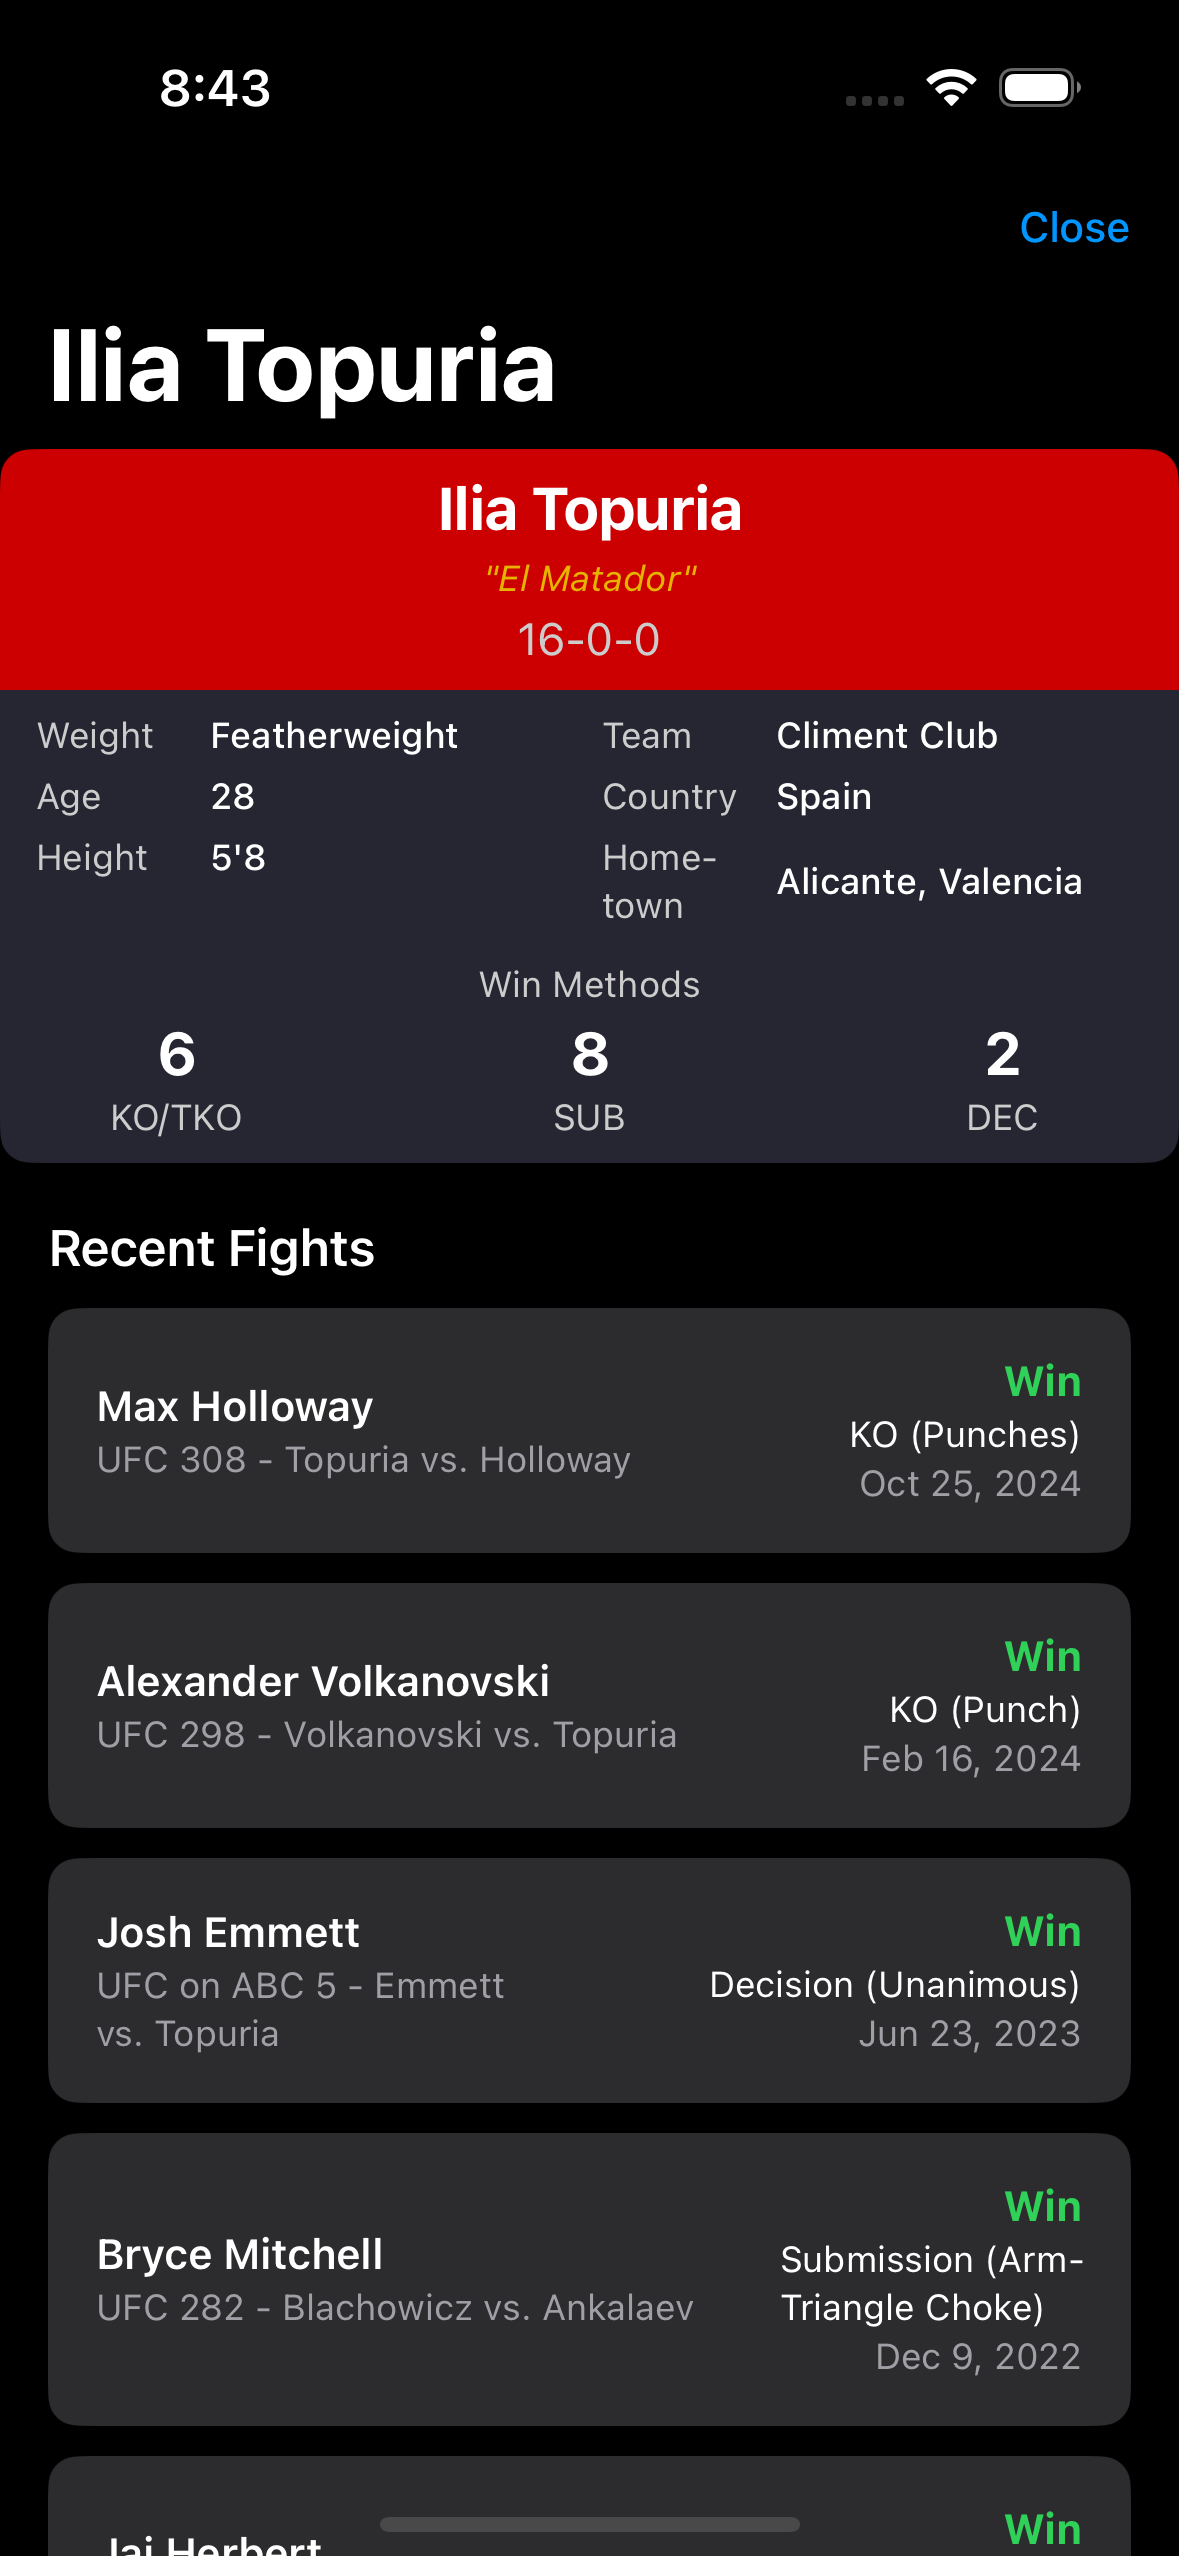 8:43
Close
Ilia Topuria
Ilia Topuria
"El Matador"
16-0-0
Weight Featherweight Team Climent Club
Age 28 Country Spain
Height 5'8 Home-
town Alicante, Valencia
Win Methods
6 8 2
KO/TKO SUB DEC
Recent Fights
Win
Max Holloway
KO (Punches)
UFC 308 - Topuria vs. Holloway
Oct 25, 2024
Win
Alexander Volkanovski
KO (Punch)
UFC 298 - Volkanovski vs. Topuria
Feb 16, 2024
Josh Emmett Win
UFC on ABC 5 - Emmett Decision (Unanimous)
vs. Topuria Jun 23, 2023
Win
Bryce Mitchell
Submission (Arm-
Triangle Choke)
UFC 282 - Blachowicz vs. Ankalaev
Dec 9, 2022
Win
Jai Herbert